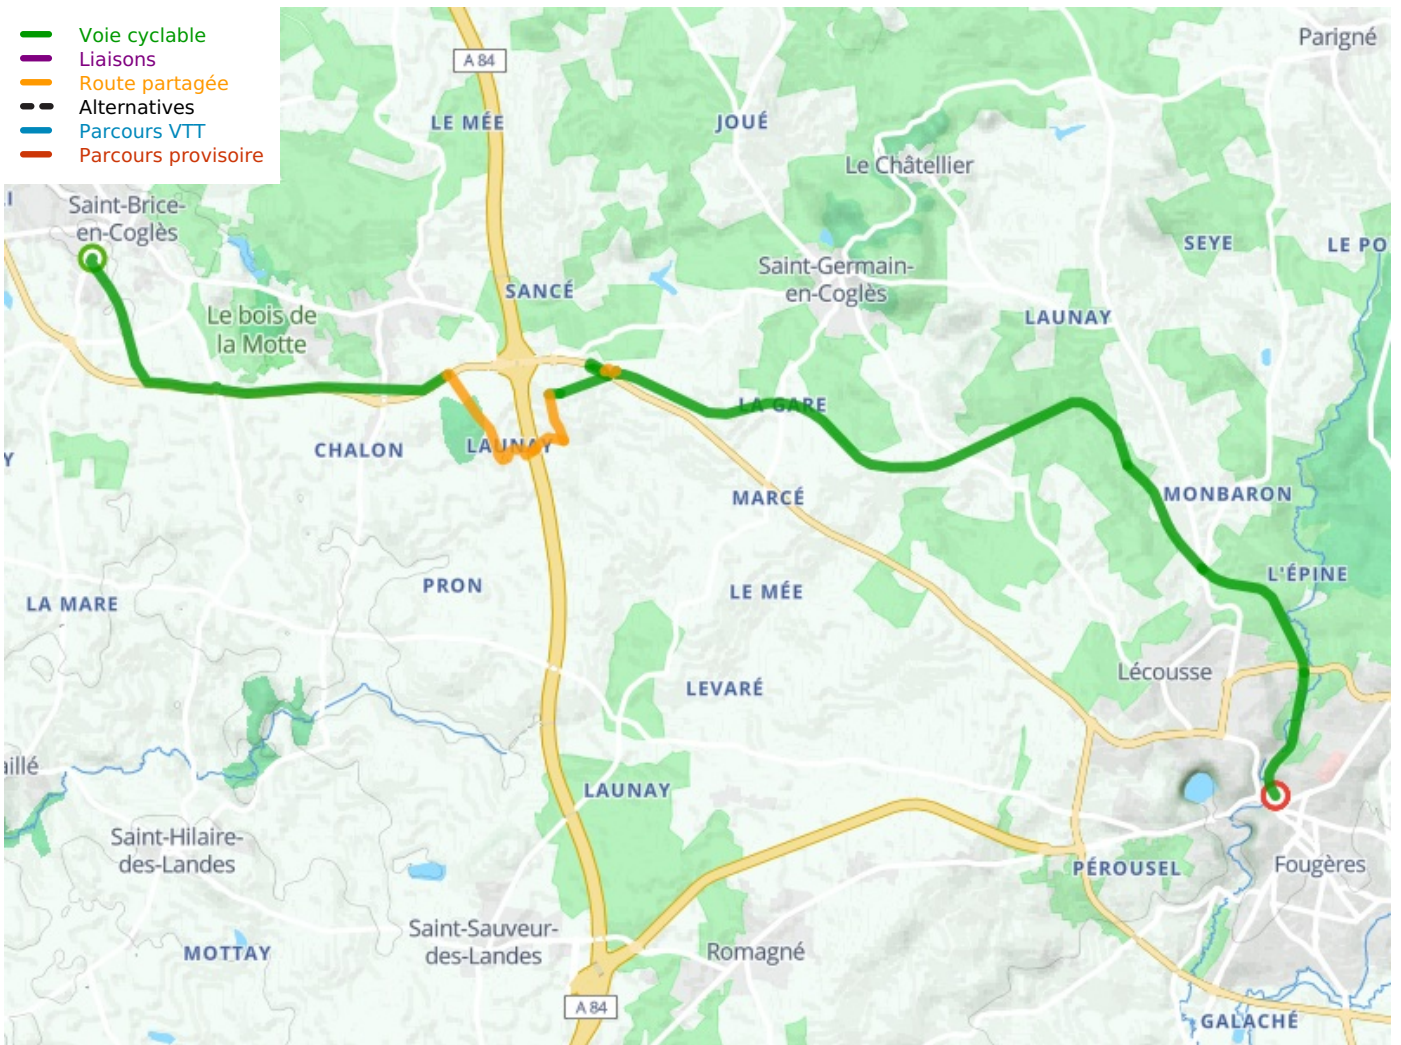 Voie cyclable
Liaisons
Route partagée
Alternatives
Parcours VTT
Parcours provisoire
Parigné
A 84
LE MÉE
JOUÉ
Le Châtellier
Saint-Brice-
en-Coglès
SEYE
LE PO
Saint-Germain-
en-Coglès
SANCÉ
Le bois de
la Motte
LAUNAY
LA GARE
CHALON
LAUNAY
Y
MARCÉ
MONBARON
L'ÉPINE
PRON
LE MÉE
LA MARE
Lécousse
LEVARÉ
aillé
LAUNAY
Saint-Hilaire-
des-Landes
PÉROUSEL
Fougères
Saint-Sauveur-
des-Landes
MOTTAY
Romagné
A 84
GALACHÉ